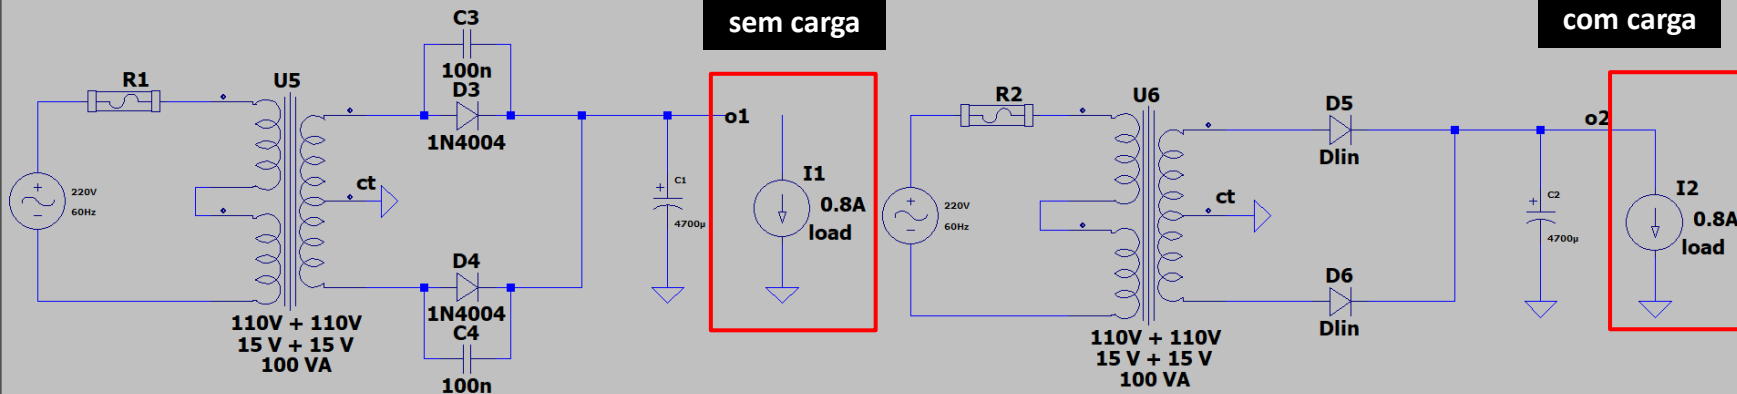 sem carga
com carga
C3
100n
D3
1N4004
R1
U5
220V
60Hz
ct
110V + 110V
15 V + 15 V
100 VA
D4
1N4004
C4
100n
C1
4700µ
o1
I1
0.8A
load
R2
U6
220V
60Hz
ct
110V + 110V
15 V + 15 V
100 VA
D5
Dlin
D6
Dlin
C2
4700µ
o2
I2
0.8A
load